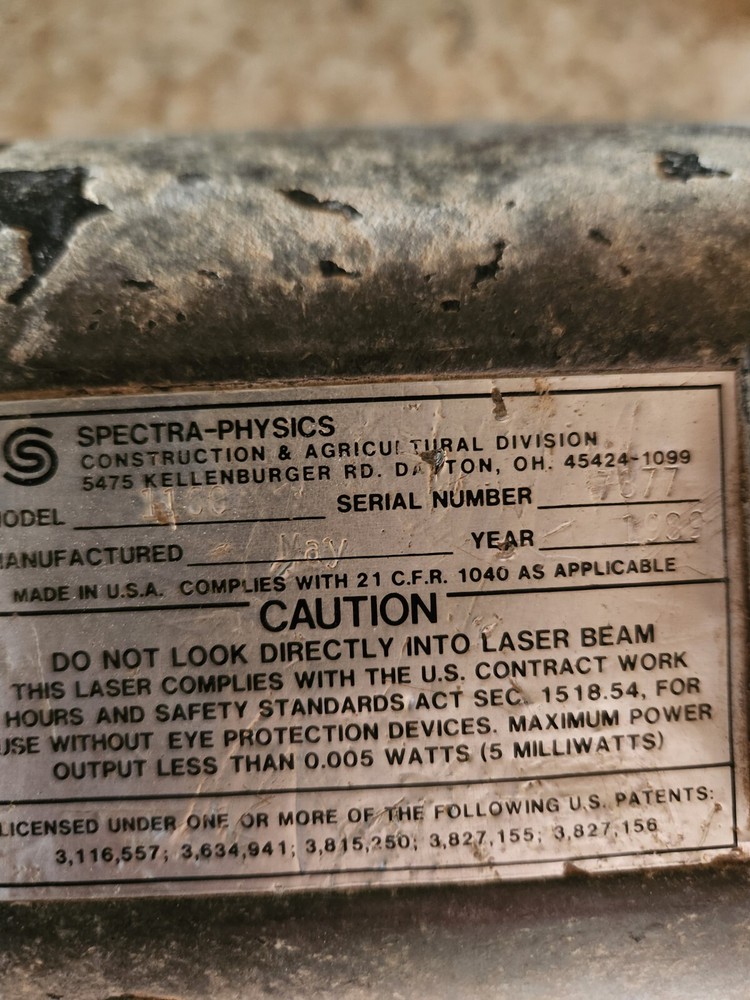 SPECTRA-PHYSICS
CONSTRUCTION & AGRICULTURAL DIVISION
5475 KELLENBURGER RD. DAYTON, OH. 45424-1099
MODEL SERIAL NUMBER
MANUFACTURED May YEAR
MADE IN U.S.A. COMPLIES WITH 21 C.F.R. 1040 AS APPLICABLE
CAUTION
DO NOT LOOK DIRECTLY INTO LASER BEAM
THIS LASER COMPLIES WITH THE U.S. CONTRACT WORK
HOURS AND SAFETY STANDARDS ACT SEC. 1518.54, FOR
USE WITHOUT EYE PROTECTION DEVICES. MAXIMUM POWER
OUTPUT LESS THAN 0.005 WATTS (5 MILLIWATTS)
LICENSED UNDER ONE OR MORE OF THE FOLLOWING U.S. PATENTS:
3,116,557; 3,634,941; 3,815,250; 3,827,155; 3,827,156